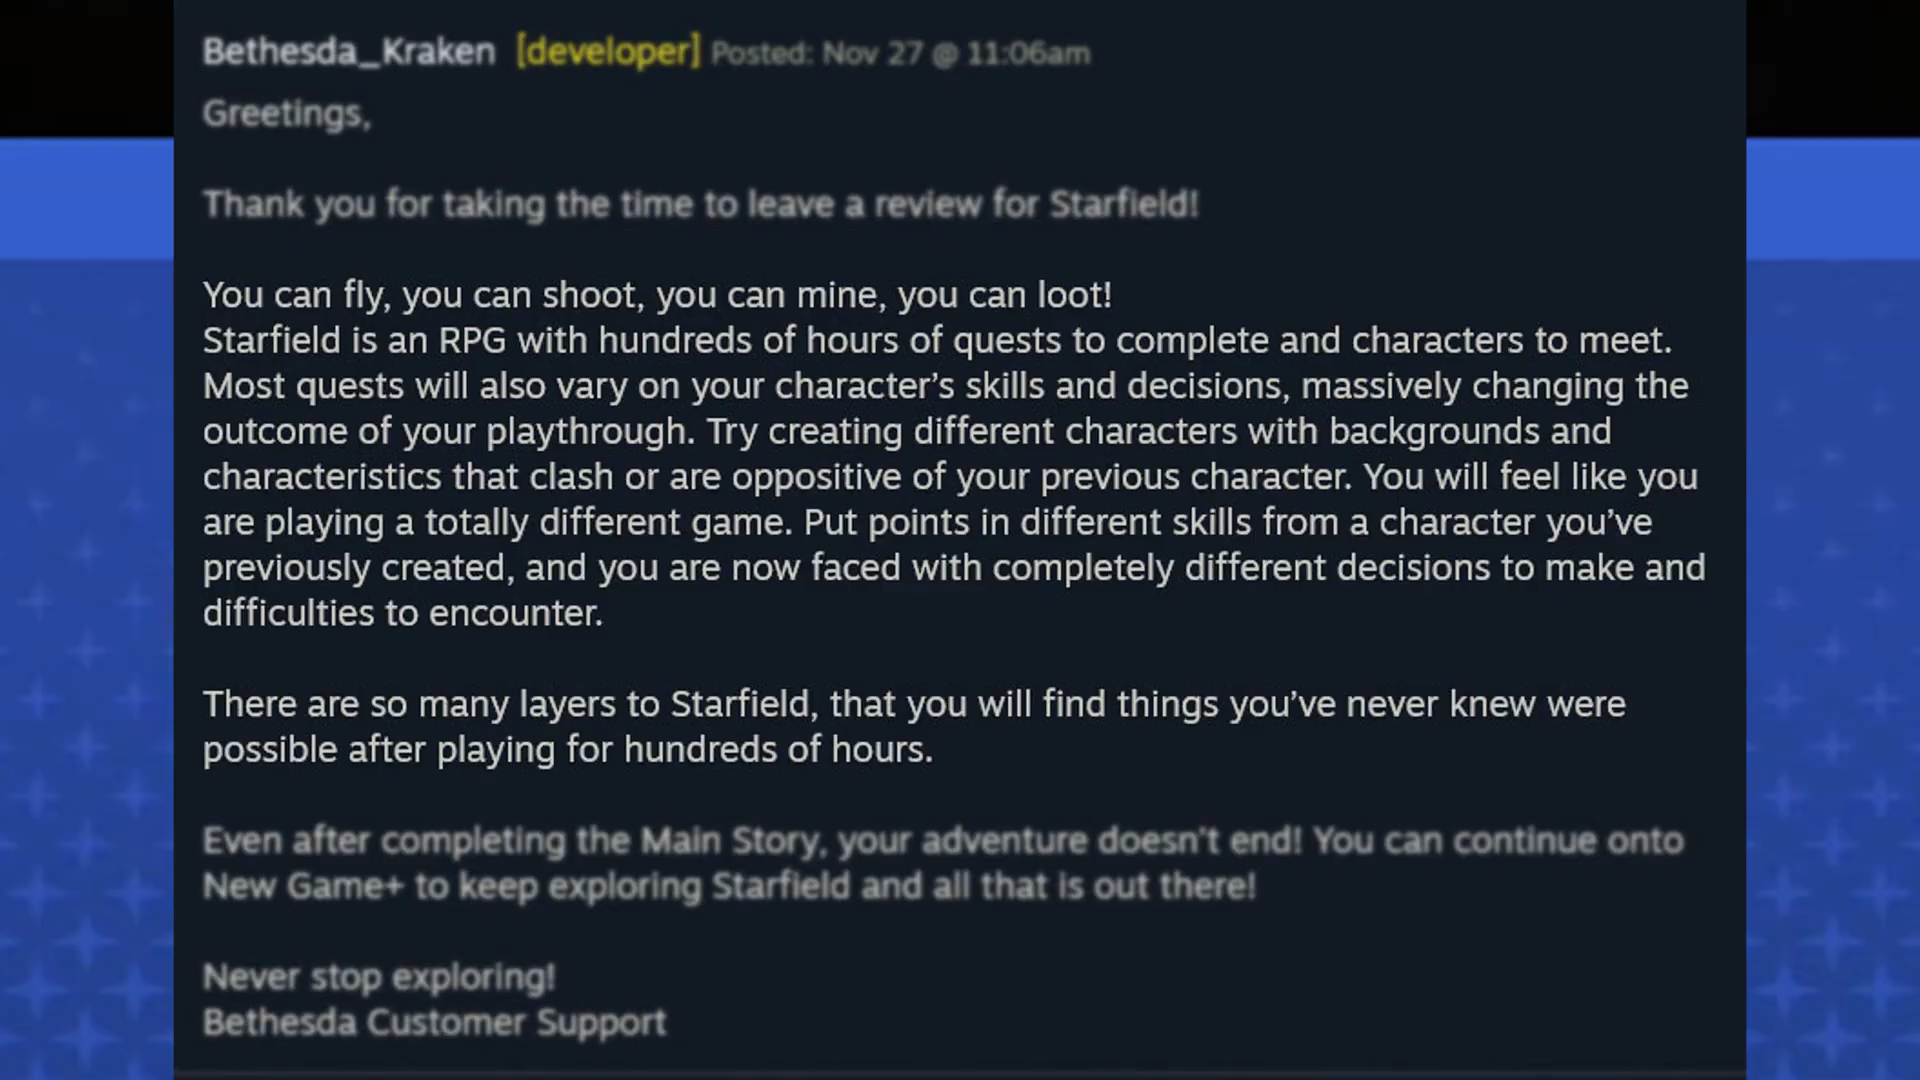 Bethesda_Kraken [developer] Posted: Nov 27 @ 11:06am
Greetings,
Thank you for taking the time to leave a review for Starfield!
You can fly, you can shoot, you can mine, you can loot!
Starfield is an RPG with hundreds of hours of quests to complete and characters to meet.
Most quests will also vary on your character’s skills and decisions, massively changing the
outcome of your playthrough. Try creating different characters with backgrounds and
characteristics that clash or are oppositive of your previous character. You will feel like you
are playing a totally different game. Put points in different skills from a character you’ve
previously created, and you are now faced with completely different decisions to make and
difficulties to encounter.
There are so many layers to Starfield, that you will find things you’ve never knew were
possible after playing for hundreds of hours.
Even after completing the Main Story, your adventure doesn't end! You can continue onto
New Game+ to keep exploring Starfield and all that is out there!
Never stop exploring!
Bethesda Customer Support